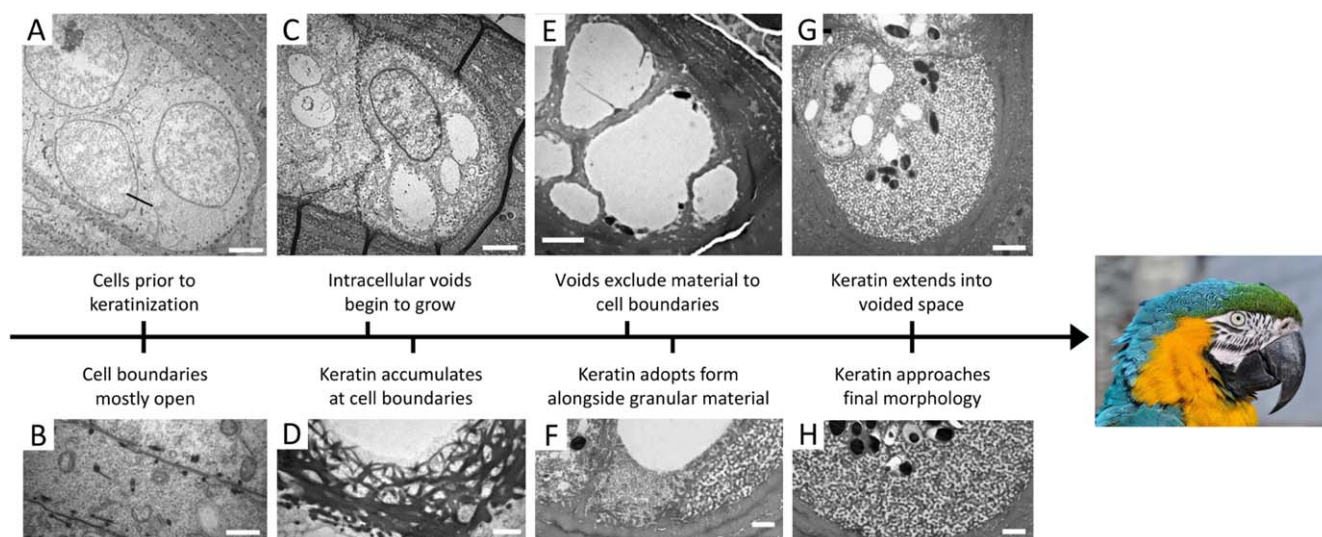 A
C
E
G
Cells prior to
keratinization
Intracellular voids
begin to grow
Voids exclude material to
cell boundaries
Keratin extends into
voided space
Cell boundaries
mostly open
Keratin accumulates
at cell boundaries
Keratin adopts form
alongside granular material
Keratin approaches
final morphology
B
D
F
H